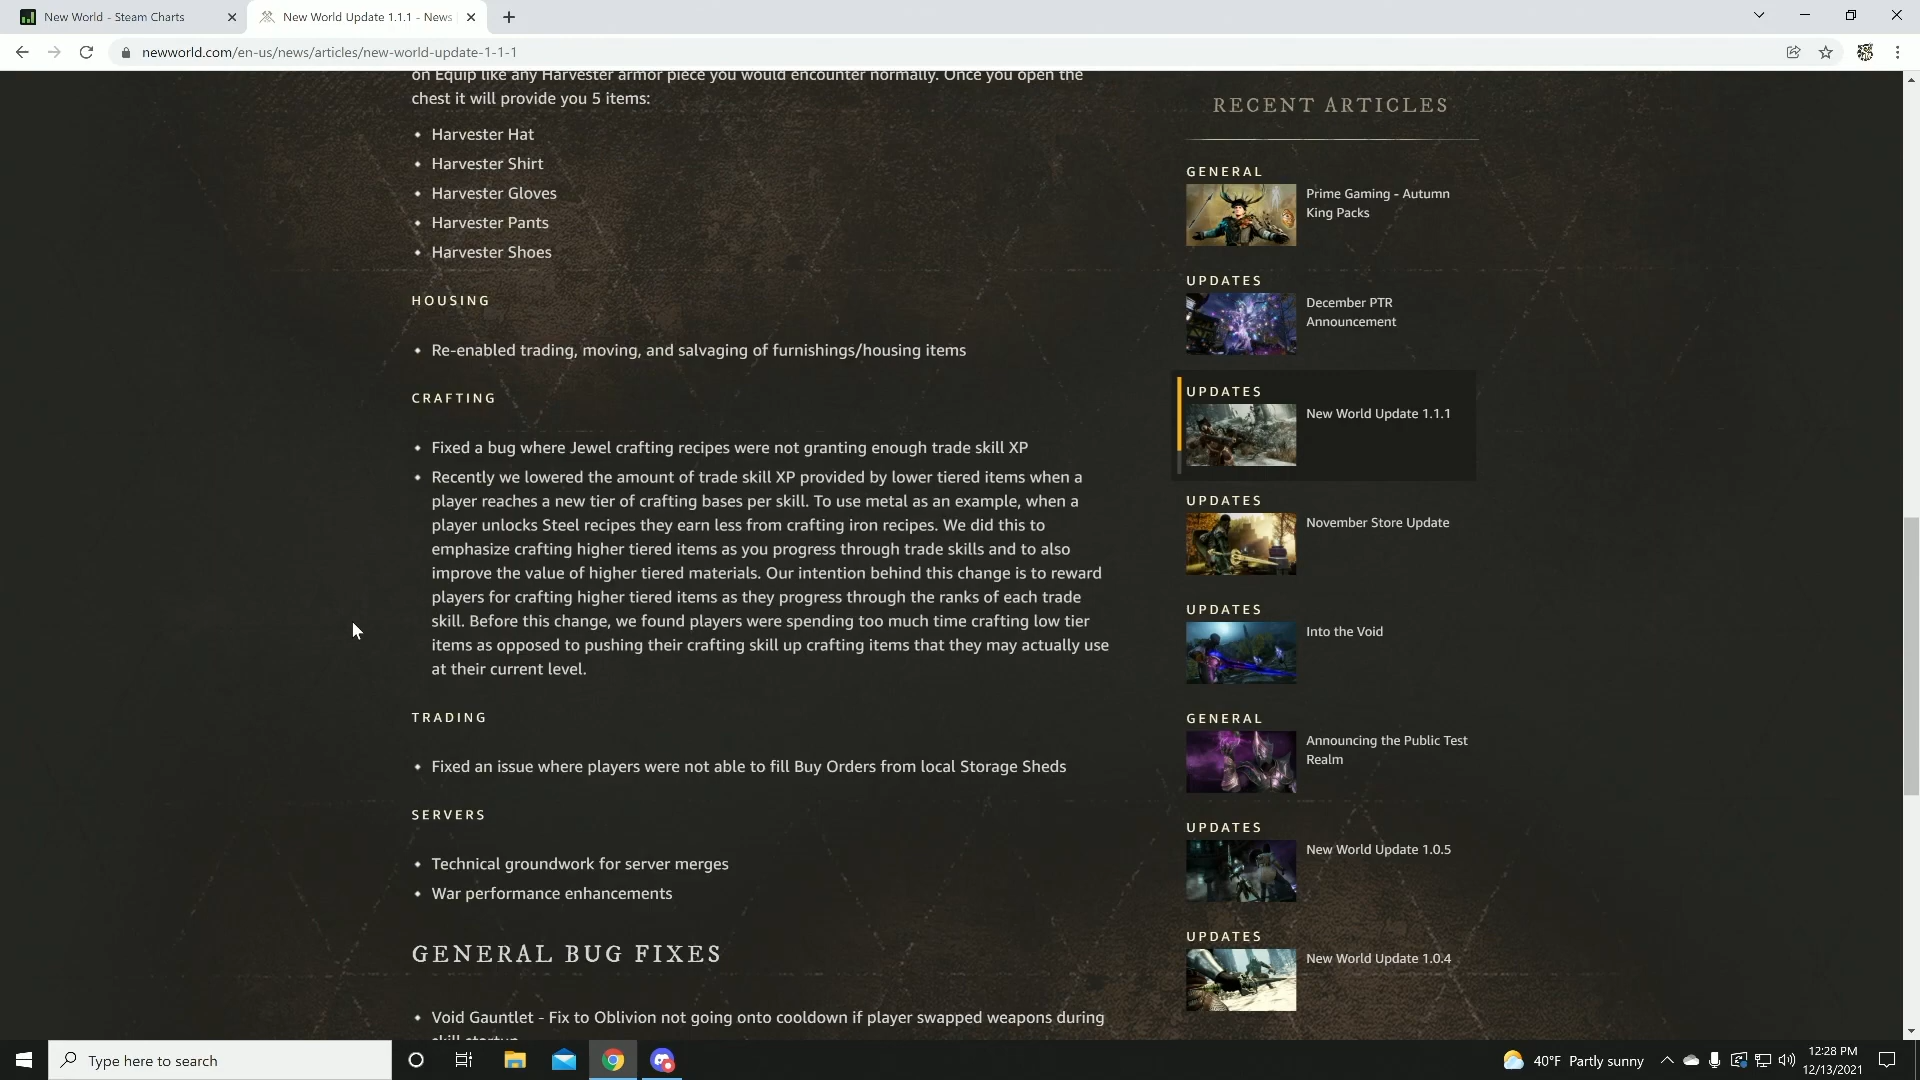 New World - Steam Charts
New World Update 1.1.1 - News
newworld.com/en-us/news/articles/new-world-update-1-1-1
on Equip like any Harvester armor piece you would encounter normally. Once you open the
chest it will provide you 5 items:
Harvester Hat
Harvester Shirt
Harvester Gloves
Harvester Pants
Harvester Shoes
HOUSING
Re-enabled trading, moving, and salvaging of furnishings/housing items
CRAFTING
Fixed a bug where Jewel crafting recipes were not granting enough trade skill XP
Recently we lowered the amount of trade skill XP provided by lower tiered items when a
player reaches a new tier of crafting bases per skill. To use metal as an example, when a
player unlocks Steel recipes they earn less from crafting iron recipes. We did this to
emphasize crafting higher tiered items as you progress through trade skills and to also
improve the value of higher tiered materials. Our intention behind this change is to reward
players for crafting higher tiered items as they progress through the ranks of each trade
skill. Before this change, we found players were spending too much time crafting low tier
items as opposed to pushing their crafting skill up crafting items that they may actually use
at their current level.
TRADING
Fixed an issue where players were not able to fill Buy Orders from local Storage Sheds
SERVERS
Technical groundwork for server merges
War performance enhancements
GENERAL BUG FIXES
Void Gauntlet - Fix to Oblivion not going onto cooldown if player swapped weapons during
skill startup
RECENT ARTICLES
GENERAL
Prime Gaming - Autumn
King Packs
UPDATES
December PTR
Announcement
UPDATES
New World Update 1.1.1
UPDATES
November Store Update
UPDATES
Into the Void
GENERAL
Announcing the Public Test
Realm
UPDATES
New World Update 1.0.5
UPDATES
New World Update 1.0.4
Type here to search
40°F Partly sunny
12:28 PM
12/13/2021